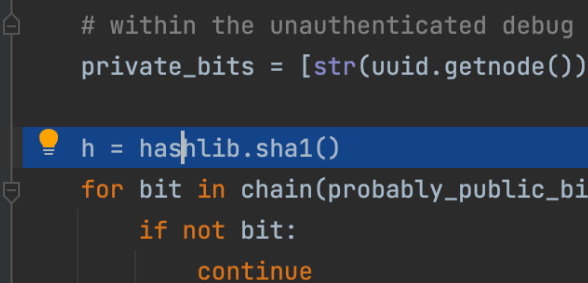 # within the unauthenticated debug
private_bits = [str(uuid.getnode())
h = hashlib.sha1()
for bit in chain(probably_public_bi
if not bit:
continue